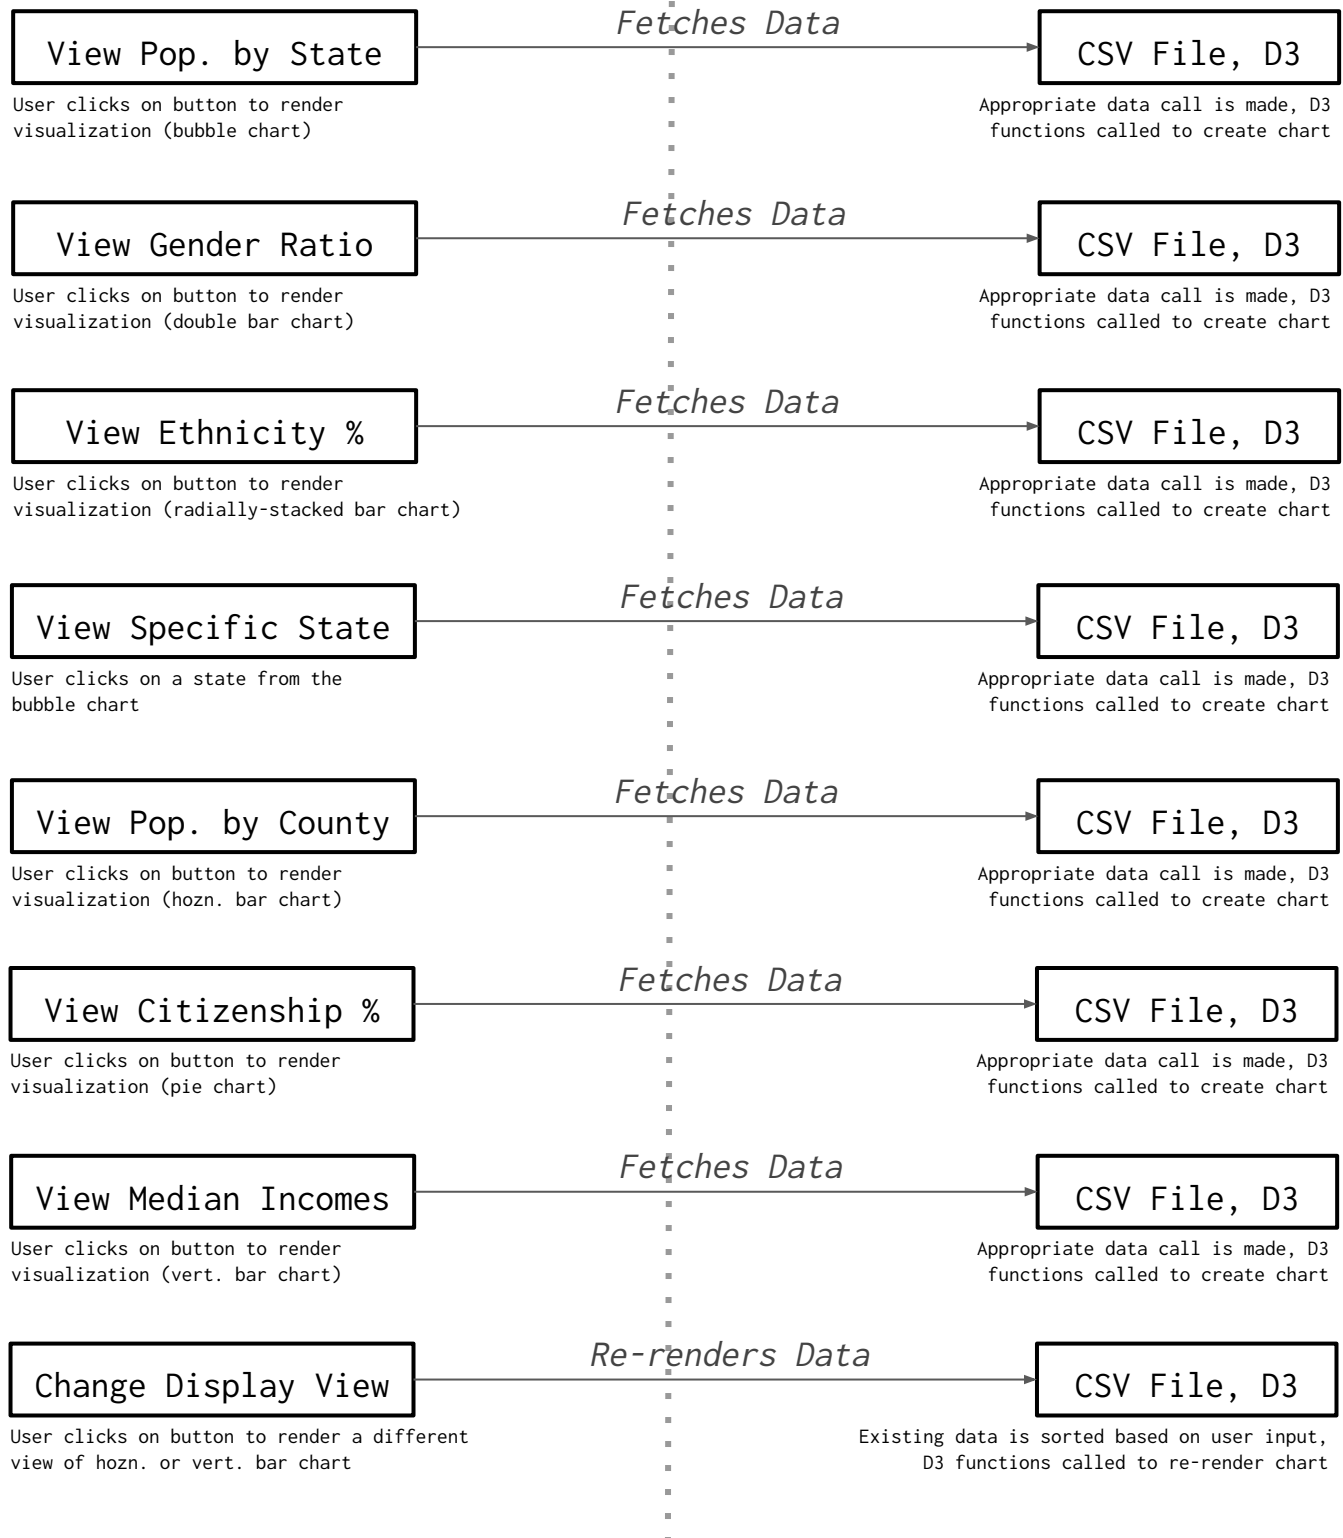 Fetches Data
View Pop. by State
CSV File, D3
User clicks on button to render
visualization (bubble chart)
Appropriate data call is made, D3
functions called to create chart
Fetches Data
View Gender Ratio
CSV File, D3
User clicks on button to render
visualization (double bar chart)
Appropriate data call is made, D3
functions called to create chart
Fetches Data
View Ethnicity %
CSV File, D3
User clicks on button to render
visualization (radially-stacked bar chart)
Appropriate data call is made, D3
functions called to create chart
Fetches Data
View Specific State
CSV File, D3
User clicks on a state from the
bubble chart
Appropriate data call is made, D3
functions called to create chart
Fetches Data
View Pop. by County
CSV File, D3
User clicks on button to render
visualization (hozn. bar chart)
Appropriate data call is made, D3
functions called to create chart
Fetches Data
View Citizenship %
CSV File, D3
User clicks on button to render
visualization (pie chart)
Appropriate data call is made, D3
functions called to create chart
Fetches Data
View Median Incomes
CSV File, D3
User clicks on button to render
visualization (vert. bar chart)
Appropriate data call is made, D3
functions called to create chart
Re-renders Data
Change Display View
CSV File, D3
User clicks on button to render a different
view of hozn. or vert. bar chart
Existing data is sorted based on user input,
D3 functions called to re-render chart